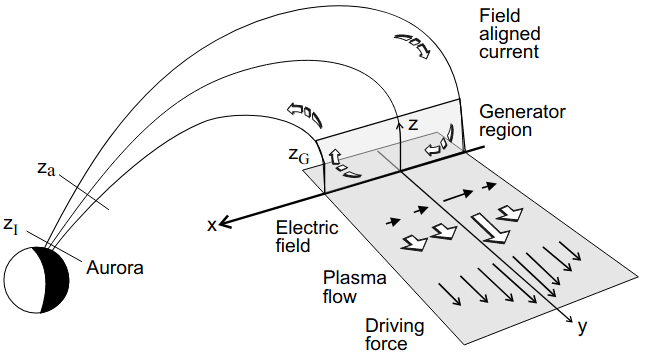 Field
aligned
current
Generator
region
z
z_G
z_a
z_I
x
Electric
field
Aurora
Plasma
flow
Driving
force
y